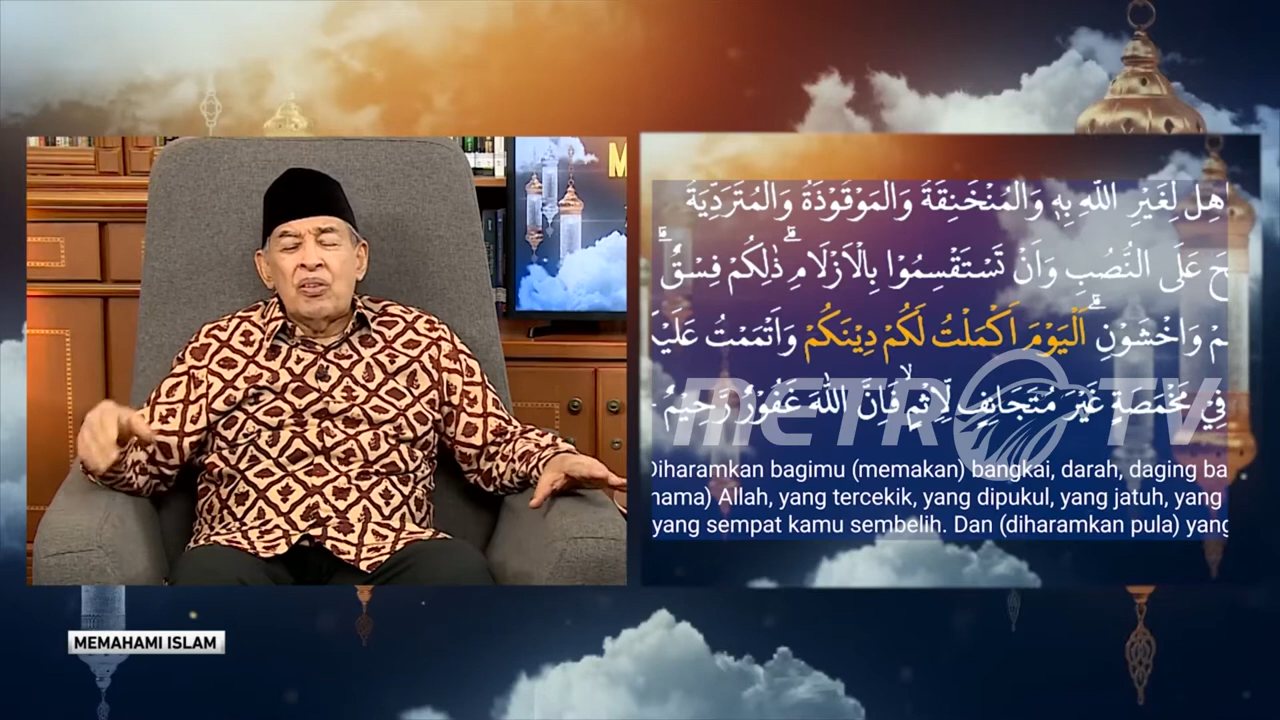 M
اُهِلَّ لِغَيْرِ اللّٰهِ بِهٖ وَالْمُنْخَنِقَةُ وَالْمَوْقُوْذَةُ وَالْمُتَرَدِّيَةُ
عَلَى النُّصُبِ وَاَنْ تَسْتَقْسِمُوْا بِالْاَزْلَامِۗ ذٰلِكُمْ فِسْقٌۗ
وَاخْشَوْنِۗ اَلْيَوْمَ اَكْمَلْتُ لَكُمْ دِيْنَكُمْ وَاَتْمَمْتُ
فِيْ مَخْمَصَةٍ غَيْرَ مُتَجَانِفٍ لِّاِثْمٍۙ فَاِنَّ اللّٰهَ غَفُوْرٌ رَّحِيْمٌ
METRO TV
Diharamkan bagimu (memakan) bangkai, darah, daging ba
nama) Allah, yang tercekik, yang dipukul, yang jatuh, yang
yang sempat kamu sembelih. Dan (diharamkan pula) yang
MEMAHAMI ISLAM